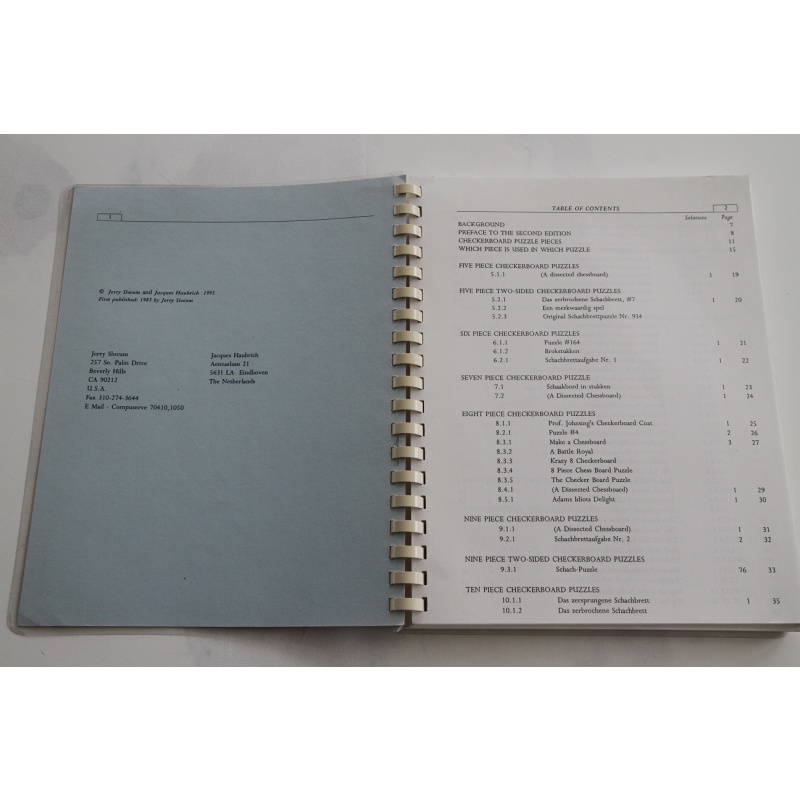 1
© Jerry Slocum and Jacques Haubrich 1993
First published: 1983 by Jerry Slocum
Jerry Slocum
257 So. Palm Drive
Beverly Hills
CA 90212
U.S.A.
Fax 310-274-3644
E Mail - Compuserve 70410,1050
Jacques Haubrich
Aeneaslaan 21
5631 LA Eindhoven
The Netherlands
TABLE OF CONTENTS 2
Solutions Page
BACKGROUND 7
PREFACE TO THE SECOND EDITION 8
CHECKERBOARD PUZZLE PIECES 11
WHICH PIECE IS USED IN WHICH PUZZLE 15
FIVE PIECE CHECKERBOARD PUZZLES
5.1.1 (A dissected chessboard) 1 19
FIVE PIECE TWO-SIDED CHECKERBOARD PUZZLES
5.2.1 Das zerbrochene Schachbrett, #7 1 20
5.2.2 Een merkwaardig spel
5.2.3 Original Schachbrettpuzzle Nr. 934
SIX PIECE CHECKERBOARD PUZZLES
6.1.1 Puzzle #164 1 21
6.1.2 Brokstukken
6.2.1 Schachbrettaufgabe Nr. 1 1 22
SEVEN PIECE CHECKERBOARD PUZZLE
7.1 Schaakbord in stukken 1 23
7.2 (A Dissected Chessboard) 1 24
EIGHT PIECE CHECKERBOARD PUZZLES
8.1.1 Prof. Johnsing's Checkerboard Coat 1 25
8.2.1 Puzzle #4 2 26
8.3.1 Make a Chessboard 3 27
8.3.2 A Battle Royal
8.3.3 Krazy 8 Checkerboard
8.3.4 8 Piece Chess Board Puzzle
8.3.5 The Checker Board Puzzle
8.4.1 (A Dissected Chessboard) 1 29
8.5.1 Adams Idiots Delight 1 30
NINE PIECE CHECKERBOARD PUZZLES
9.1.1 (A Dissected Chessboard) 1 31
9.2.1 Schachbrettaufgabe Nr. 2 2 32
NINE PIECE TWO-SIDED CHECKERBOARD PUZZLES
9.3.1 Schach-Puzzle 76 33
TEN PIECE CHECKERBOARD PUZZLES
10.1.1 Das zersprungene Schachbrett 1 35
10.1.2 Das zerbrochene Schachbrett